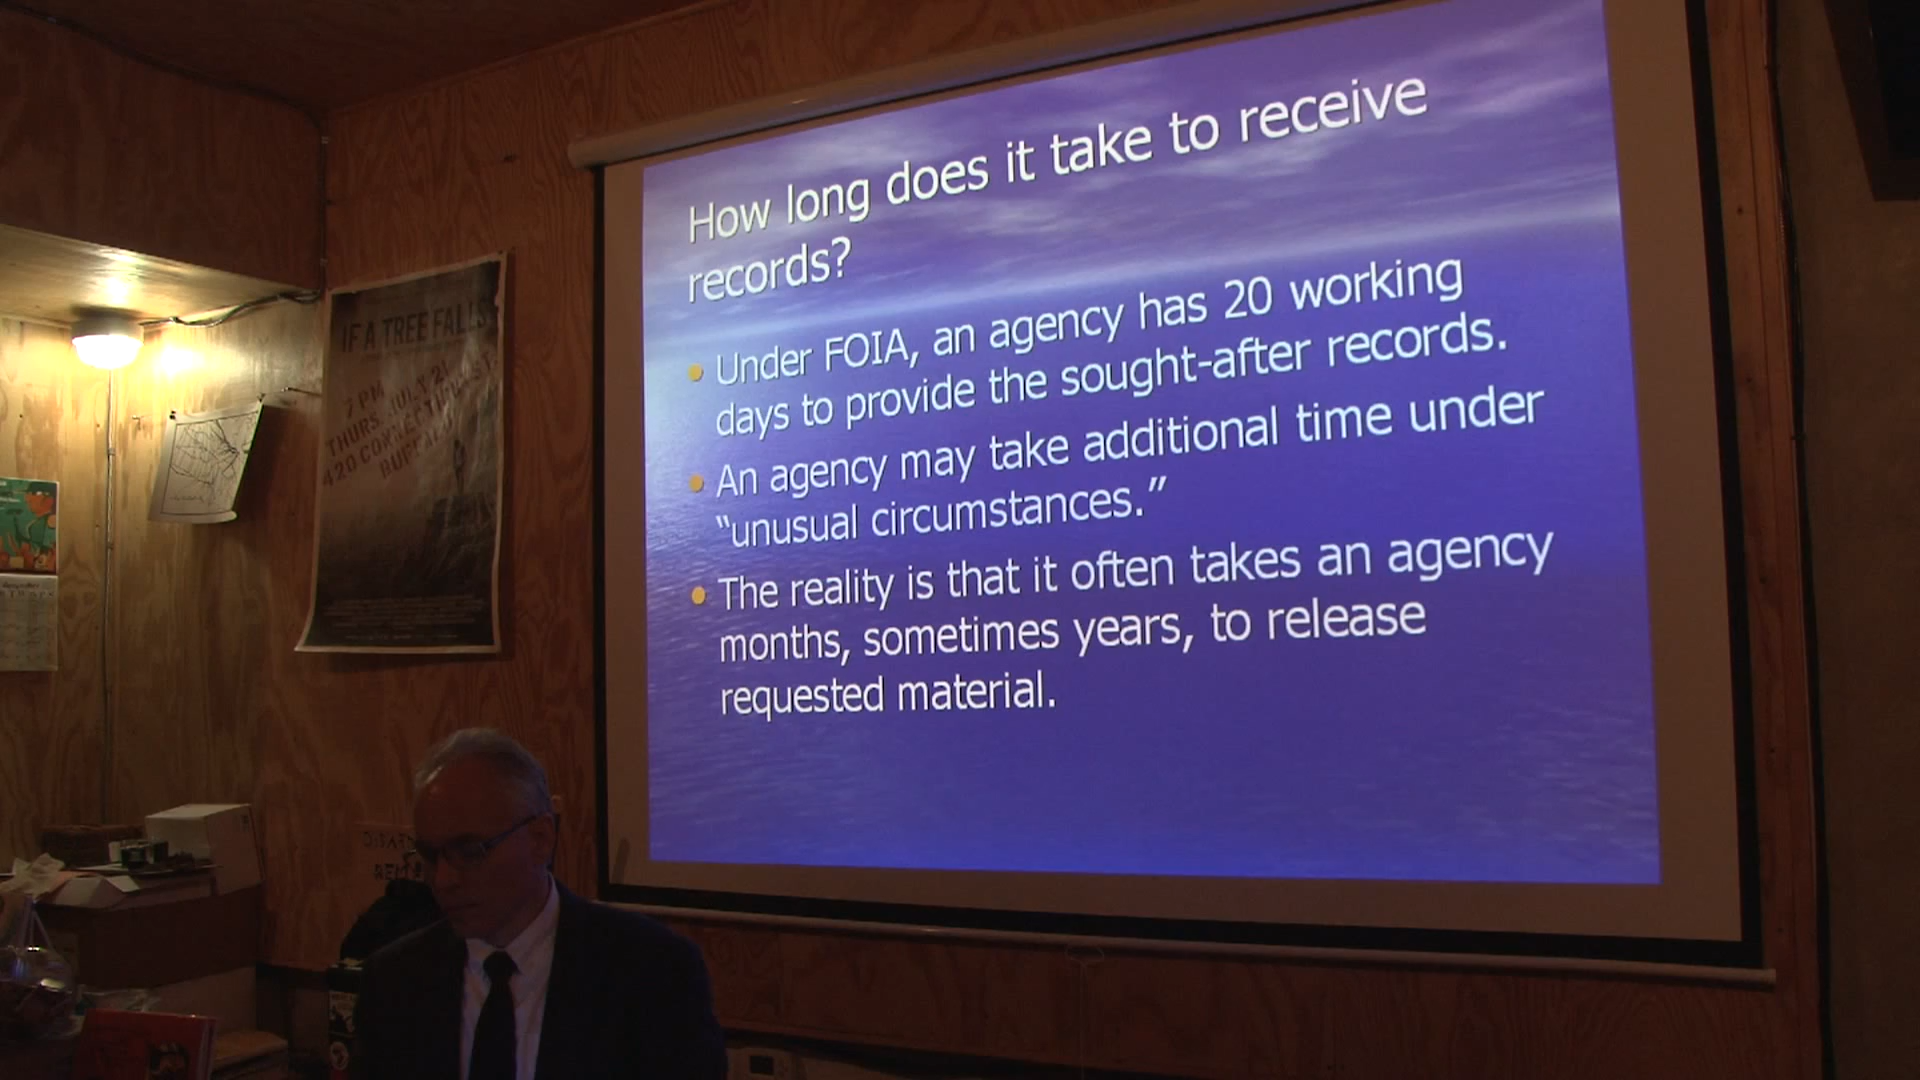 How long does it take to receive
records?
• Under FOIA, an agency has 20 working
days to provide the sought-after records.
• An agency may take additional time under
“unusual circumstances.”
• The reality is that it often takes an agency
months, sometimes years, to release
requested material.
IF A TREE FALLS
7 PM
THURS. JULY 21
420 CONNECTICUT ST.
BUFFALO